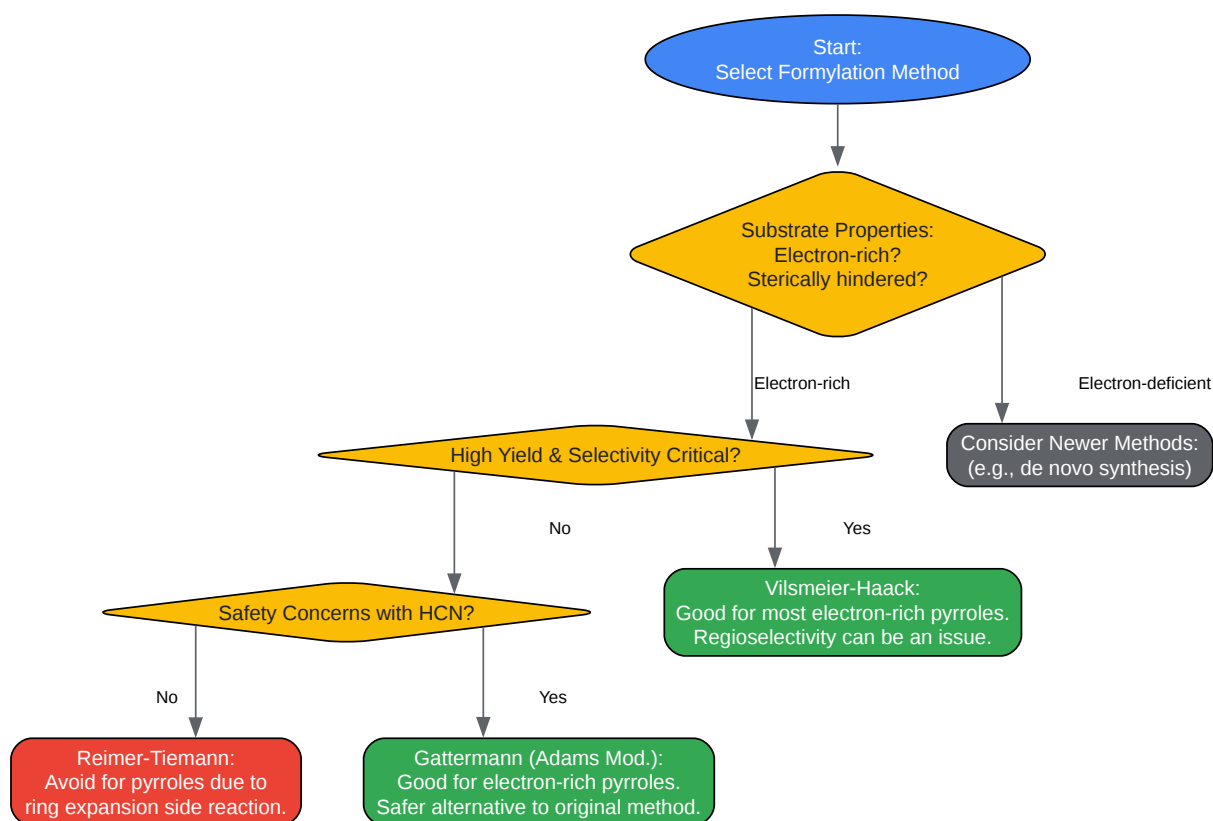 Start:
Select Formylation Method
Substrate Properties:
Electron-rich?
Sterically hindered?
Electron-rich
Electron-deficient
High Yield & Selectivity Critical?
Consider Newer Methods:
(e.g., de novo synthesis)
No
Yes
Safety Concerns with HCN?
Vilsmeier-Haack:
Good for most electron-rich pyrroles.
Regioselectivity can be an issue.
No
Yes
Reimer-Tiemann:
Avoid for pyrroles due to
ring expansion side reaction.
Gattermann (Adams Mod.):
Good for electron-rich pyrroles.
Safer alternative to original method.